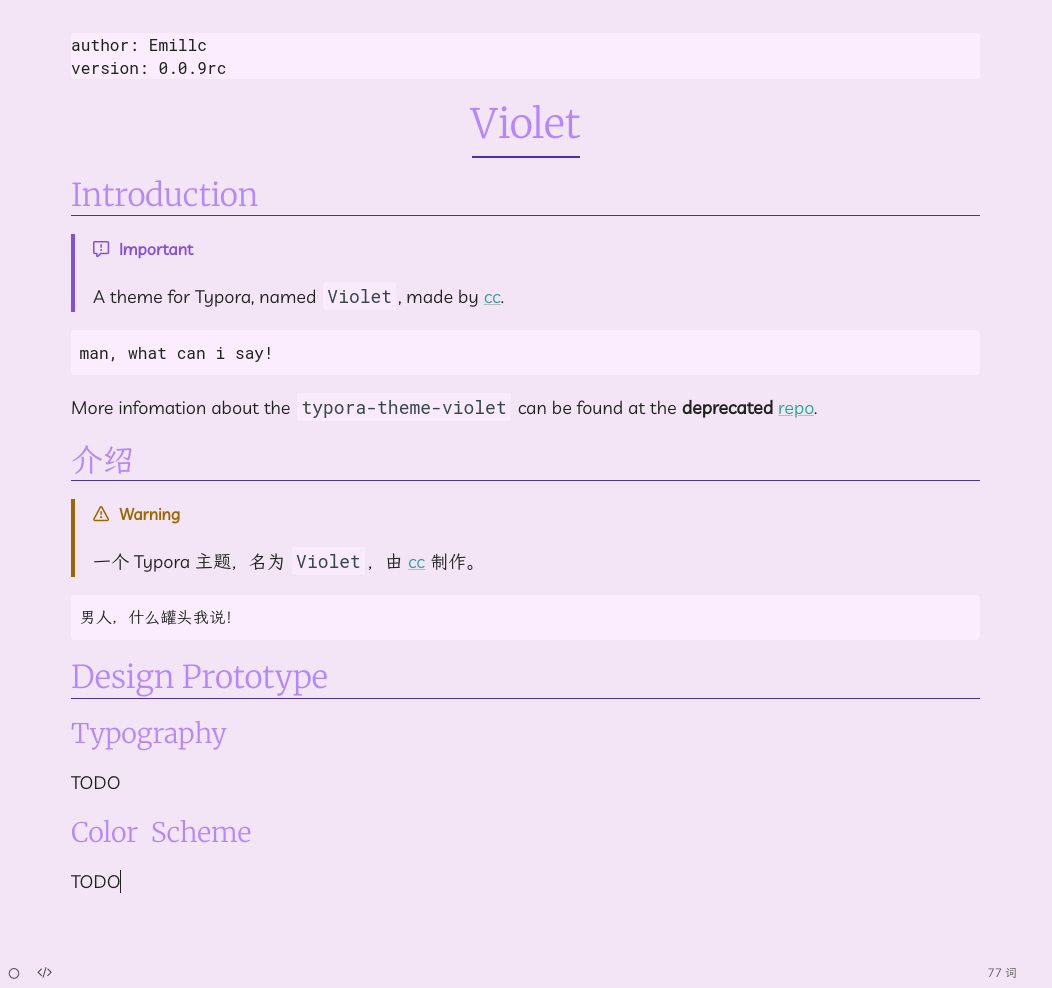 author: Emillc
version: 0.0.9rc
Violet
Introduction
Important
A theme for Typora, named Violet, made by cc.
man, what can i say!
More infomation about the typora-theme-violet can be found at the deprecated repo.
介绍
Warning
一个 Typora 主题，名为 Violet，由 cc 制作。
男人，什么罐头我说！
Design Prototype
Typography
TODO
Color Scheme
TODO
77 词